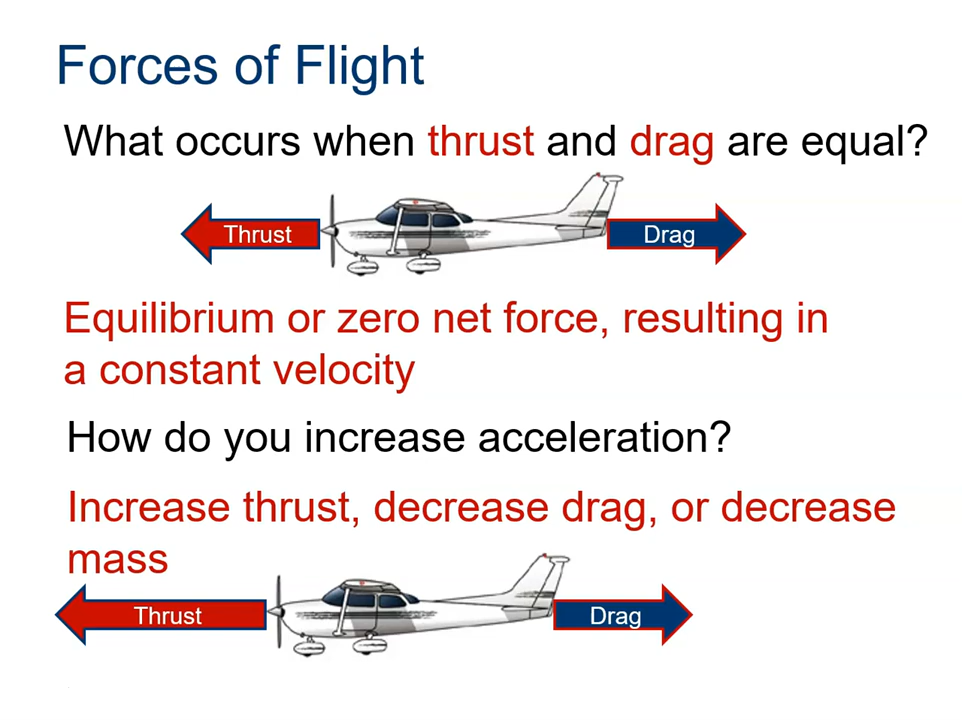 Forces of Flight
What occurs when thrust and drag are equal?
Thrust
Drag
Equilibrium or zero net force, resulting in
a constant velocity
How do you increase acceleration?
Increase thrust, decrease drag, or decrease
mass
Thrust
Drag